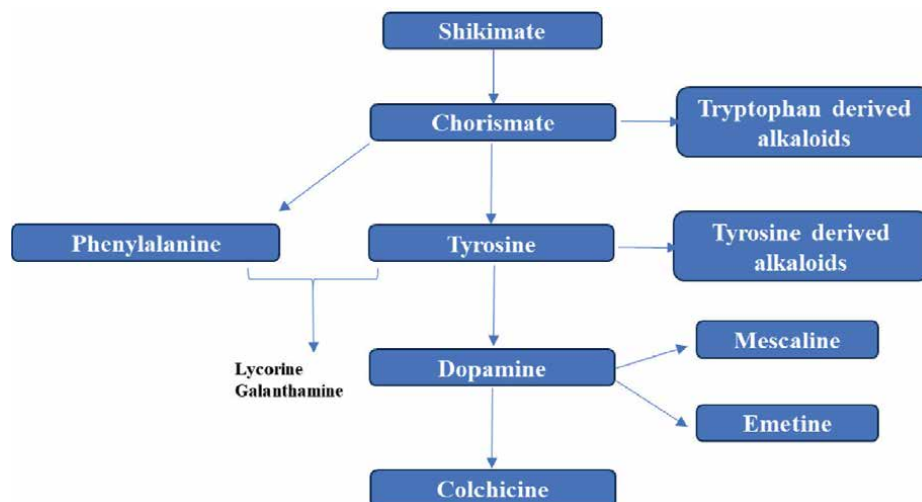 Shikimate
Chorismate
Tryptophan derived
alkaloids
Phenylalanine
Tyrosine
Tyrosine derived
alkaloids
Lycorine
Galanthamine
Dopamine
Mescaline
Emetine
Colchicine